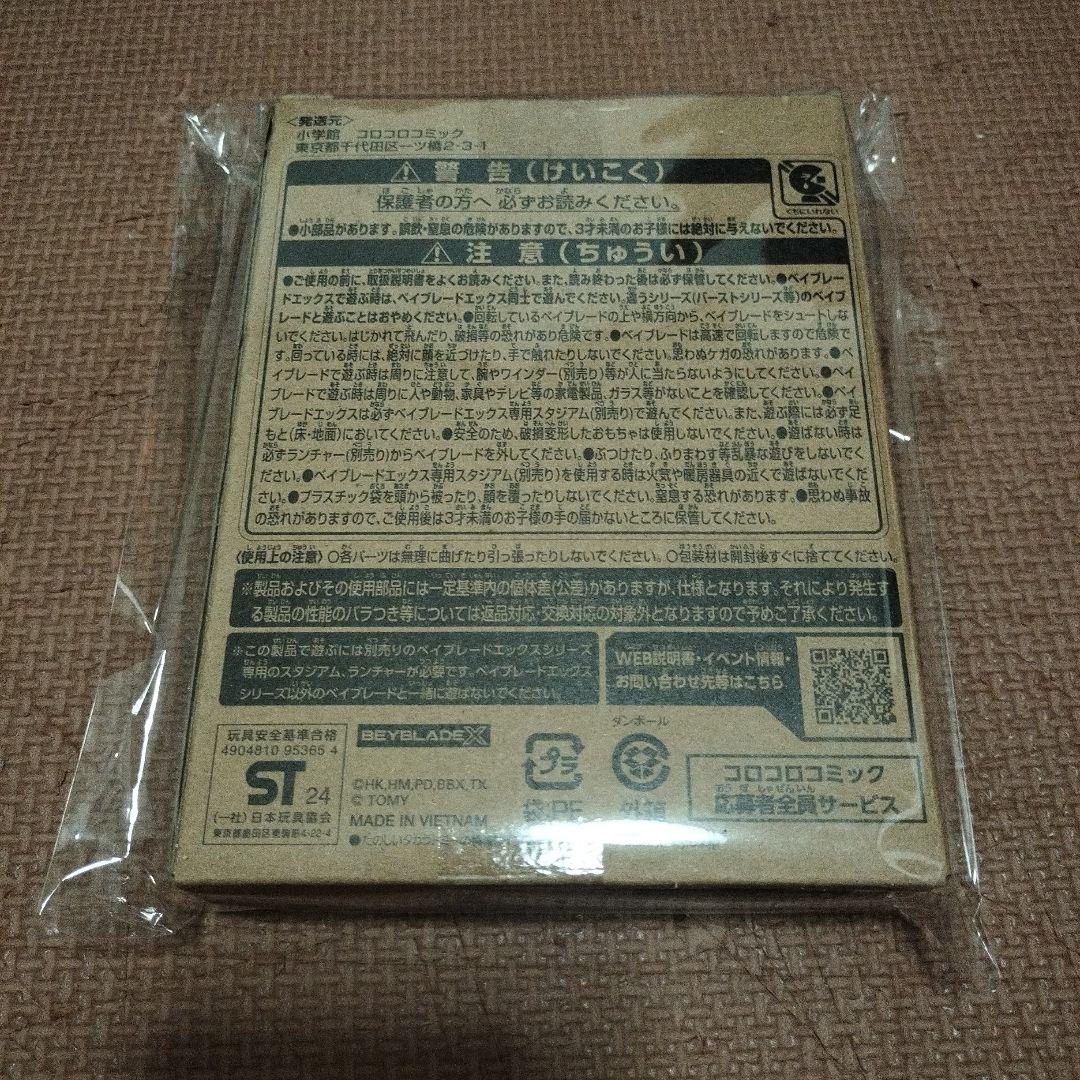 <発送元>
小学館 コロコロコミック
東京都千代田区一ツ橋2-3-1
警告(けいこく)
くちにいれない
保護者の方へ 必ずお読みください。
●小部品があります。誤飲・窒息の危険がありますので、3才未満のお子様には絶対に与えないでください。
注意(ちゅうい)
●ご使用の前に、取扱説明書をよくお読みください。また、読み終わった後は必ず保管してください。●ベイブレー
ドエックスで遊ぶ時は、ベイブレードエックス同士で遊んでください。違うシリーズ(バーストシリーズ等)のベイブ
レードと遊ぶことはおやめください。●回転しているベイブレードの上や横方向から、ベイブレードをシュートしな
いでください。はじかれて飛んだり、破損等の恐れがあり危険です。●ベイブレードは高速で回転しますので危険で
す。回っている時には、絶対に顔を近づけたり、手で触れたりしないでください。思わぬケガの恐れがあります。●ベ
イブレードで遊ぶ時は周りに注意して、腕やワインダー(別売り)等が人に当たらないようにしてください。●ベイ
ブレードで遊ぶ時は周りに人や動物、家具やテレビ等の家電製品、ガラス等がないことを確認してください。●ベイブ
レードエックスは必ずベイブレードエックス専用スタジアム(別売り)で遊んでください。また、遊ぶ際には必ず足
もと(床・地面)においてください。●安全のため、破損変形したおもちゃは使用しないでください。●遊ばない時は
必ずランチャー(別売り)からベイブレードを外してください。●ぶつけたり、ふりまわす等乱暴な遊びをしないでく
ださい。●ベイブレードエックス専用スタジアム(別売り)を使用する時は火気や暖房器具の近くで遊ばないでくだ
さい。●プラスチック袋を頭から被ったり、顔を覆ったりしないでください。窒息する恐れがあります。●思わぬ事故
の恐れがありますので、ご使用後は3才未満のお子様の手の届かないところに保管してください。
〈使用上の注意〉○各パーツは無理に曲げたり引っ張ったりしないでください。○包装材は開封後すぐに捨ててください。
※製品およびその使用部品には一定基準内の個体差(公差)がありますが、仕様となります。それにより発生す
る製品の性能のバラつき等については返品対応・交換対応の対象外となりますので予めご了承ください。
※この製品で遊ぶには別売りのベイブレードエックスシリーズ
専用のスタジアム、ランチャーが必要です。ベイブレードエックス
シリーズ以外のベイブレードと一緒に遊ばないでください。
WEB説明書・イベント情報・
お問い合わせ先等はこちら
玩具安全基準合格
4904810 95365 4
ST 24
(一社)日本玩具協会
東京都墨田区東駒形4-22-4
BEYBLADE X
©HK,HM,PD,BBX,TX
© TOMY
MADE IN VIETNAM
プラ
袋:PE
ダンボール
外箱
コロコロコミック
応募者全員サービス